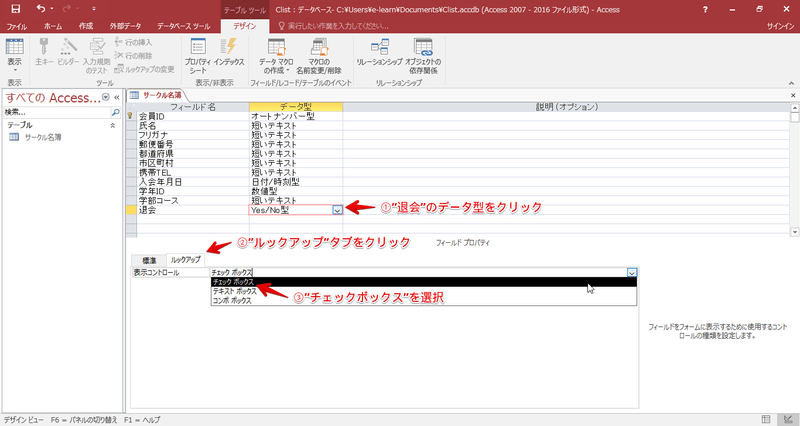 テーブル ツール
Clist : データベース- C:¥Users¥e-learn¥Documents¥Clist.accdb (Access 2007 - 2016 ファイル形式) - Access
サインイン
ファイル ホーム 作成 外部データ データベース ツール デザイン 実行したい作業を入力してください...
表示
主キー
ビルダー
入力規則
のテスト
行の挿入
行の削除
ルックアップの変更
プロパティ
シート
インデックス
データ マクロ
の作成
マクロの
名前変更/削除
リレーションシップ
オブジェクトの
依存関係
表示 ツール 表示/非表示 フィールド/レコード/テーブルのイベント リレーションシップ
すべての Access...
検索...
テーブル
サークル名簿
サークル名簿
フィールド名 データ型 説明 (オプション)
会員ID オートナンバー型
氏名 短いテキスト
フリガナ 短いテキスト
郵便番号 短いテキスト
都道府県 短いテキスト
市区町村 短いテキスト
携帯TEL 短いテキスト
入会年月日 日付/時刻型
学年ID 数値型
学部コース 短いテキスト
退会 Yes/No型
①"退会"のデータ型をクリック
②"ルックアップ"タブをクリック
フィールド プロパティ
標準 ルックアップ
表示コントロール チェック ボックス
チェック ボックス
テキスト ボックス
コンボ ボックス
③"チェックボックス"を選択
フィールドをフォームに表示するために使用するコント
ロールの種類を設定します。
デザイン ビュー F6 = パネルの切り替え F1 = ヘルプ